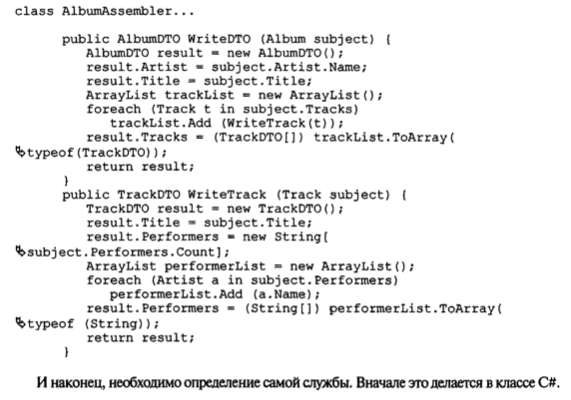 class AlbumAssembler...
public AlbumDTO WriteDTO (Album subject) {
AlbumDTO result = new AlbumDTO();
result.Artist = subject.Artist.Name;
result.Title = subject.Title;
ArrayList trackList = new ArrayList();
foreach (Track t in subject.Tracks)
trackList.Add (WriteTrack(t));
result.Tracks = (TrackDTO[]) trackList.ToArray(
↪typeof(TrackDTO));
return result;
}
public TrackDTO WriteTrack (Track subject) {
TrackDTO result = new TrackDTO();
result.Title = subject.Title;
result.Performers = new String[
↪subject.Performers.Count];
ArrayList performerList = new ArrayList();
foreach (Artist a in subject.Performers)
performerList.Add (a.Name);
result.Performers = (String[]) performerList.ToArray(
↪typeof (String));
return result;
}
И наконец, необходимо определение самой службы. Вначале это делается в классе C#.